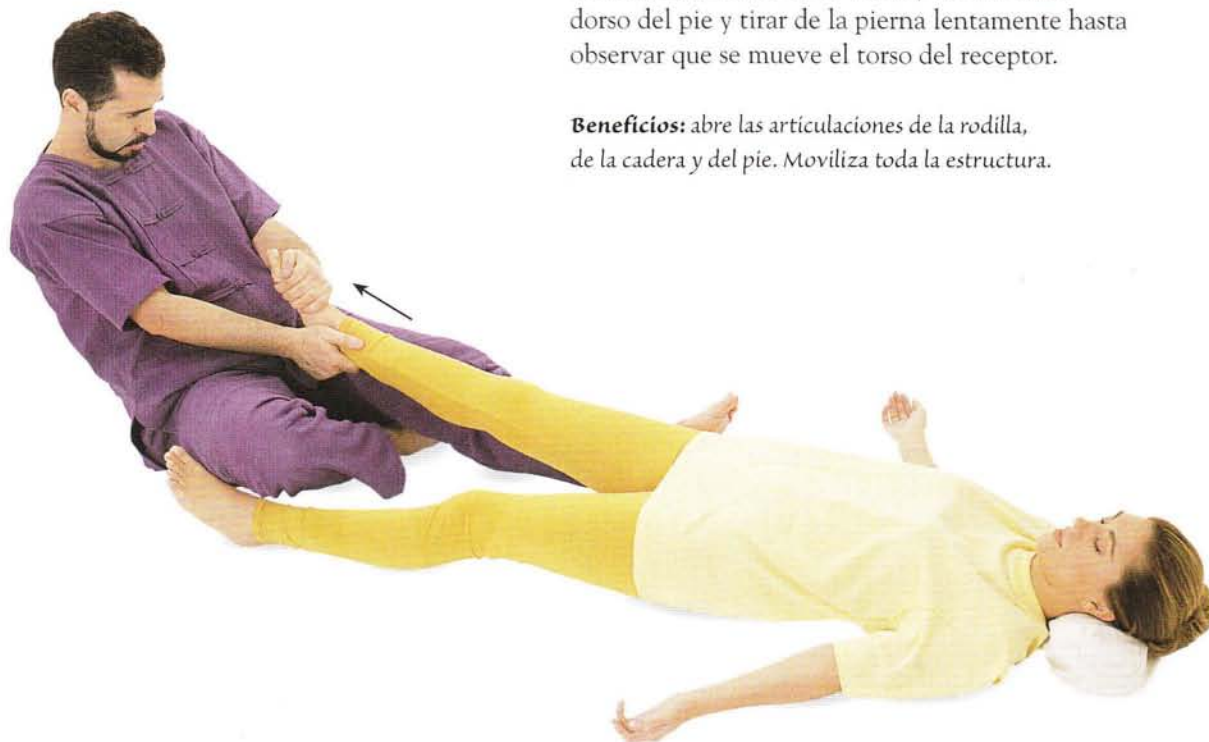 dorso del pie y tirar de la pierna lentamente hasta
observar que se mueve el torso del receptor.
Beneficios: abre las articulaciones de la rodilla,
de la cadera y del pie. Moviliza toda la estructura.